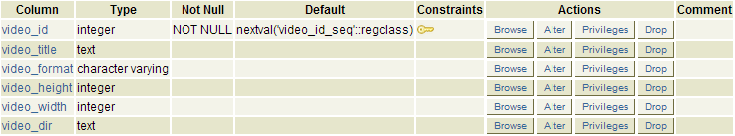 Column Type Not Null Default Constraints Actions Comment
video_id integer NOT NULL nextval('video_id_seq'::regclass) Browse Alter Privileges Drop
video_title text Browse Alter Privileges Drop
video_format character varying Browse Alter Privileges Drop
video_height integer Browse Alter Privileges Drop
video_width integer Browse Alter Privileges Drop
video_dir text Browse Alter Privileges Drop